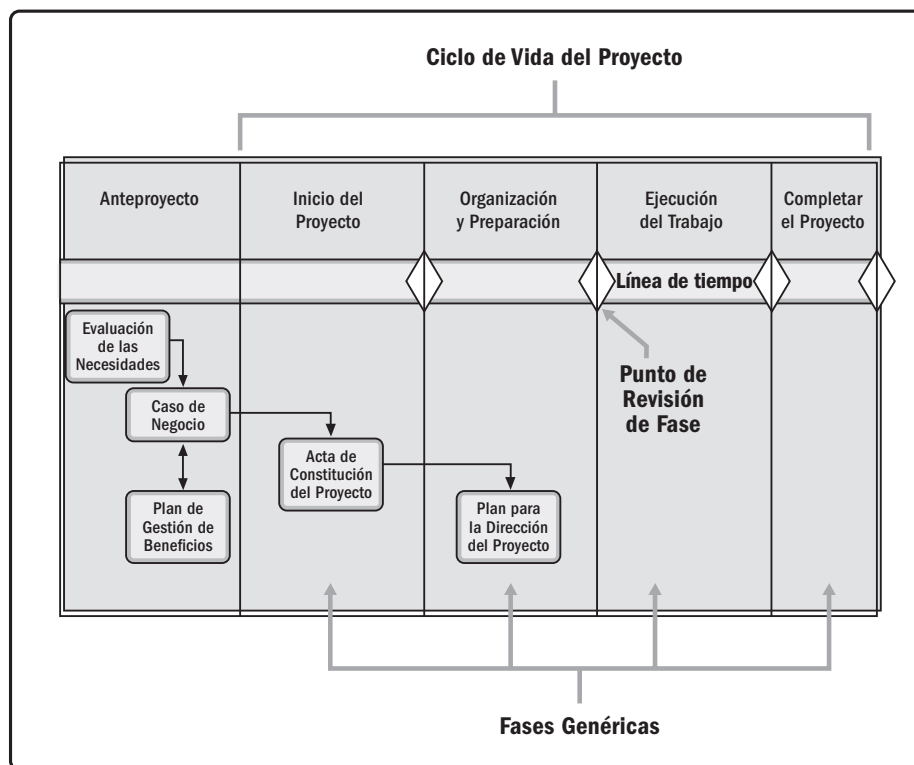 Ciclo de Vida del Proyecto
Anteproyecto
Inicio del
Proyecto
Organización
y Preparación
Ejecución
del Trabajo
Completar
el Proyecto
Línea de tiempo
Evaluación
de las
Necesidades
Caso de
Negocio
Plan de
Gestión de
Beneficios
Acta de
Constitución
del Proyecto
Plan para
la Dirección
del Proyecto
Punto de
Revisión
de Fase
Fases Genéricas